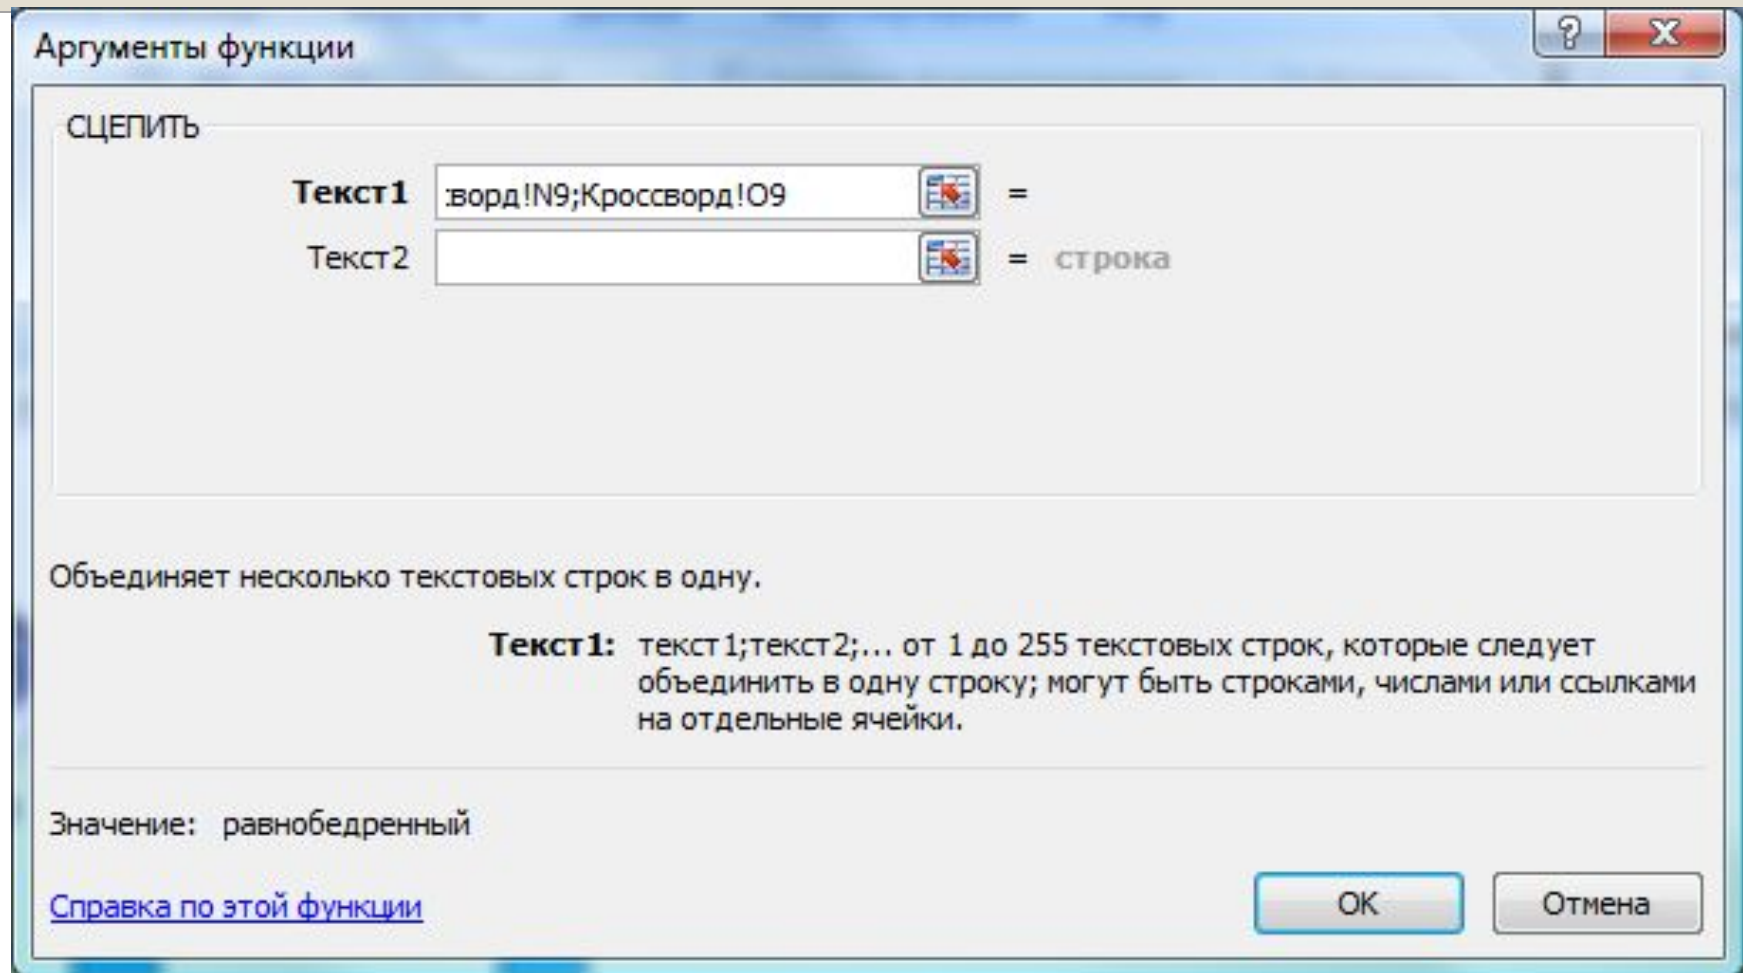 Аргументы функции
СЦЕПИТЬ
Текст1 :ворд!N9;Кроссворд!O9 =
Текст2 = строка
Объединяет несколько текстовых строк в одну.
Текст1: текст1;текст2;... от 1 до 255 текстовых строк, которые следует
объединить в одну строку; могут быть строками, числами или ссылками
на отдельные ячейки.
Значение: равнобедренный
Справка по этой функции
ОК
Отмена